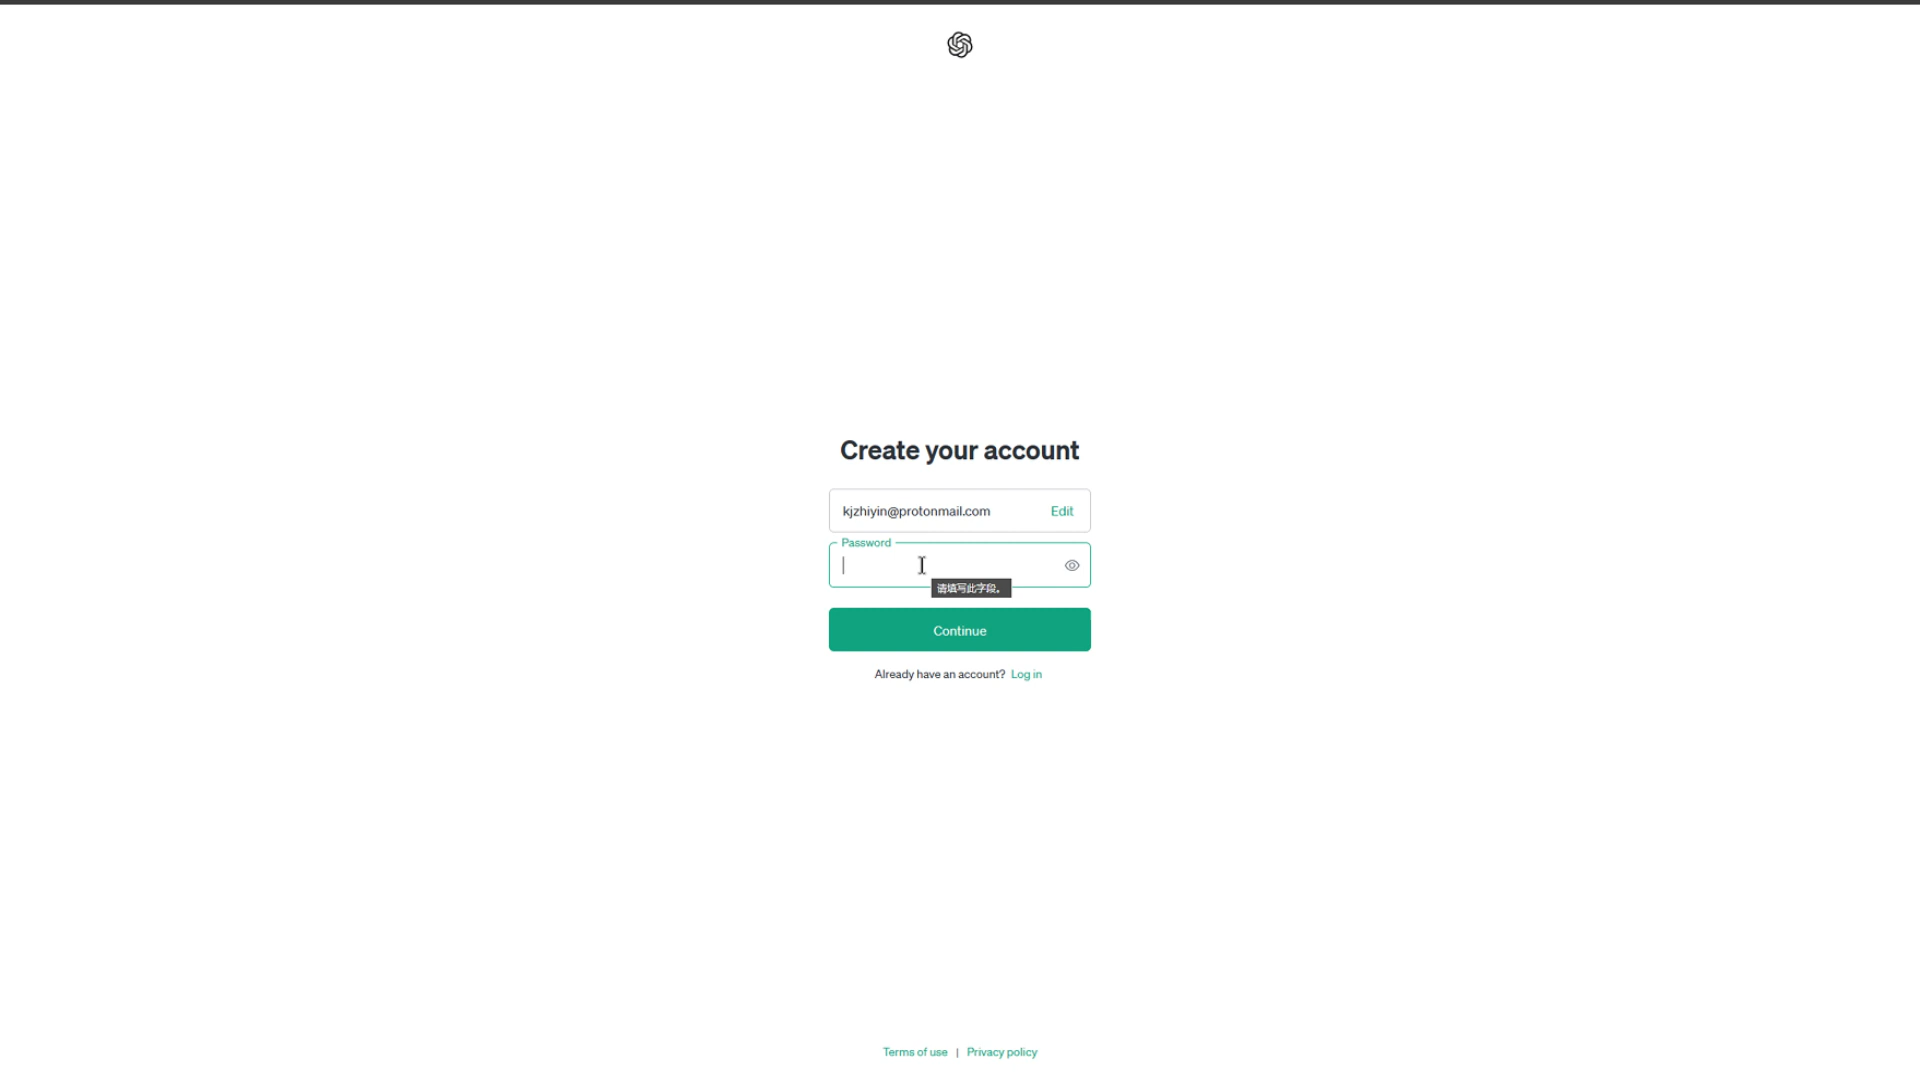 Create your account
kjzhiyin@protonmail.com Edit
Password
请填写此字段。
Continue
Already have an account? Log in
Terms of use | Privacy policy